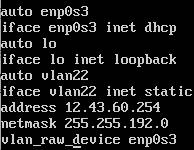 auto enp0s3
iface enp0s3 inet dhcp
auto lo
iface lo inet loopback
auto vlan22
iface vlan22 inet static
address 12.43.60.254
netmask 255.255.192.0
vlan_raw_device enp0s3